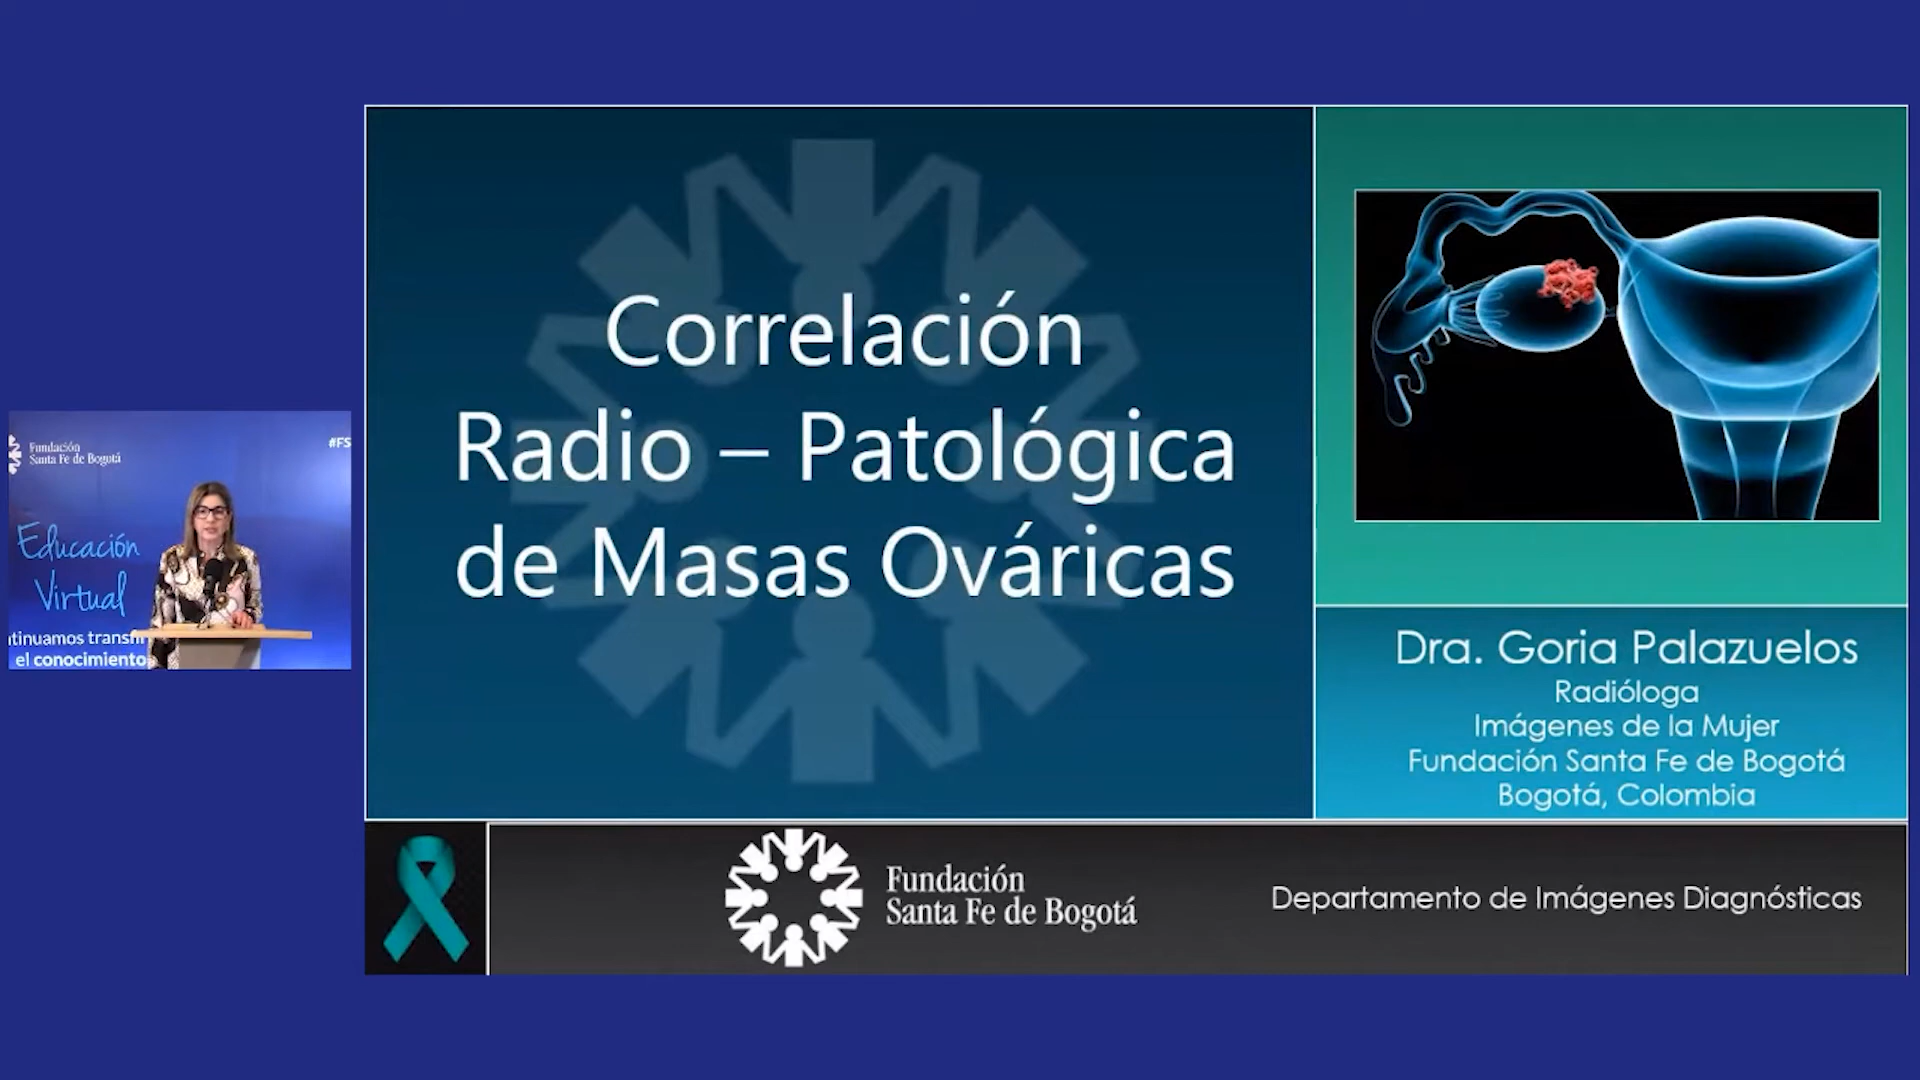 Fundación
Santa Fe de Bogotá
#FS
Educación
Virtual
tinuamos transm
el conocimiento
Correlación
Radio – Patológica
de Masas Ováricas
Dra. Goria Palazuelos
Radióloga
Imágenes de la Mujer
Fundación Santa Fe de Bogotá
Bogotá, Colombia
Fundación
Santa Fe de Bogotá
Departamento de Imágenes Diagnósticas